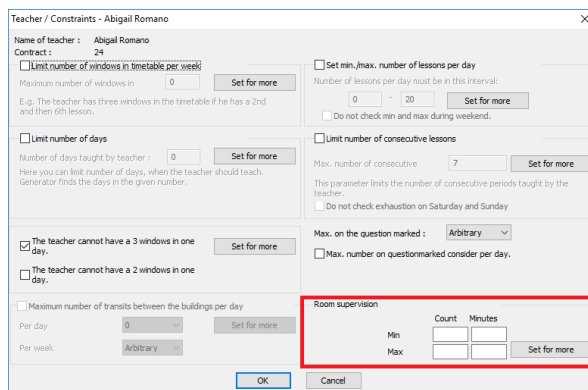 Teacher / Constraints - Abigail Romano
Name of teacher : Abigail Romano
Contract : 24
Limit number of windows in timetable per week
Maximum number of windows in 0 Set for more
E.g. The teacher has three windows in the timetable if he has a 2nd
and then 6th lesson.
Set min./max. number of lessons per day
Number of lessons per day must be in this interval:
0 - 20 Set for more
Do not check min and max during weekend.
Limit number of days
Number of days taught by teacher : 0 Set for more
Here you can limit number of days, when the teacher should teach.
Generator finds the days in the given number.
Limit number of consecutive lessons
Max. number of consecutive 7 Set for more
This parameter limits the number of consecutive periods taught by the
teacher.
Do not check exhaustion on Saturday and Sunday
The teacher cannot have a 3 windows in one
day.
Set for more
The teacher cannot have a 2 windows in one
day.
Max. on the question marked : Arbitrary
Max. number on questionmarked consider per day.
Maximum number of transits between the buildings per day
Per day 0 Set for more
Per week Arbitrary
Room supervision
Count Minutes
Min
Max Set for more
OK Cancel